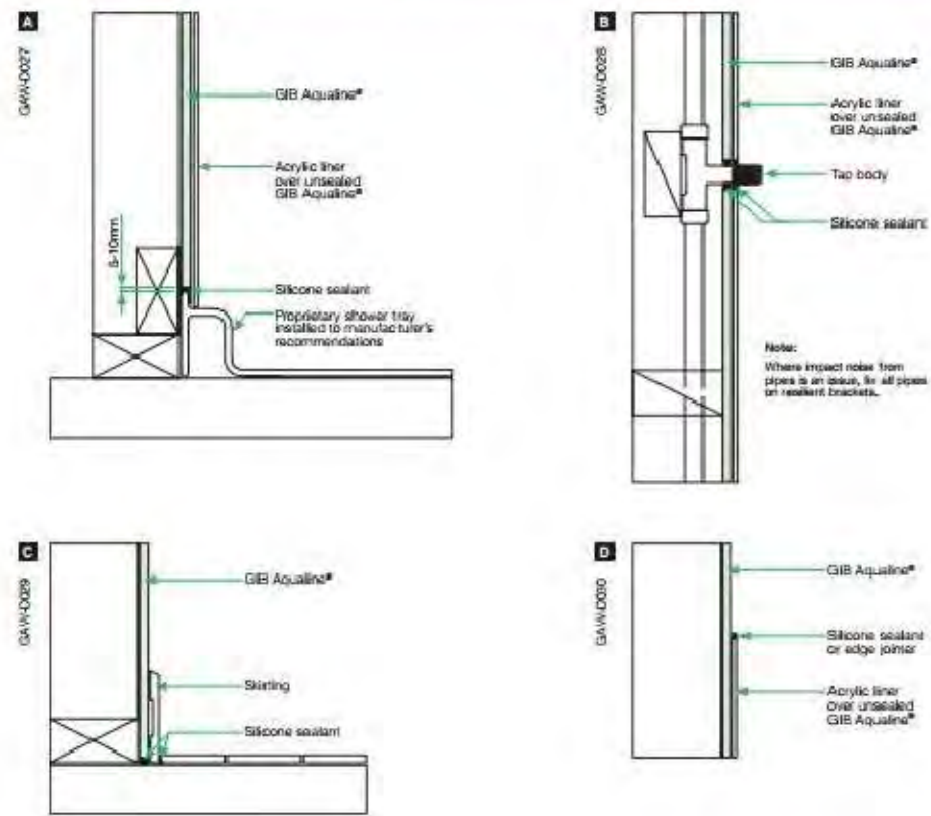 A
GAW-D027
GIB Aqualine®
Acrylic liner
over unsealed
GIB Aqualine®
5-10mm
Silicone sealant
Proprietary shower tray
installed to manufacturer's
recommendations
B
GAW-D028
GIB Aqualine®
Acrylic liner
over unsealed
GIB Aqualine®
Tap body
Silicone sealant
Note:
Where impact noise from
pipes is an issue, fix all pipes
on resilient brackets.
C
GAW-D029
GIB Aqualine®
Skirting
Silicone sealant
D
GAW-D030
GIB Aqualine®
Silicone sealant
or edge joiner
Acrylic liner
over unsealed
GIB Aqualine®